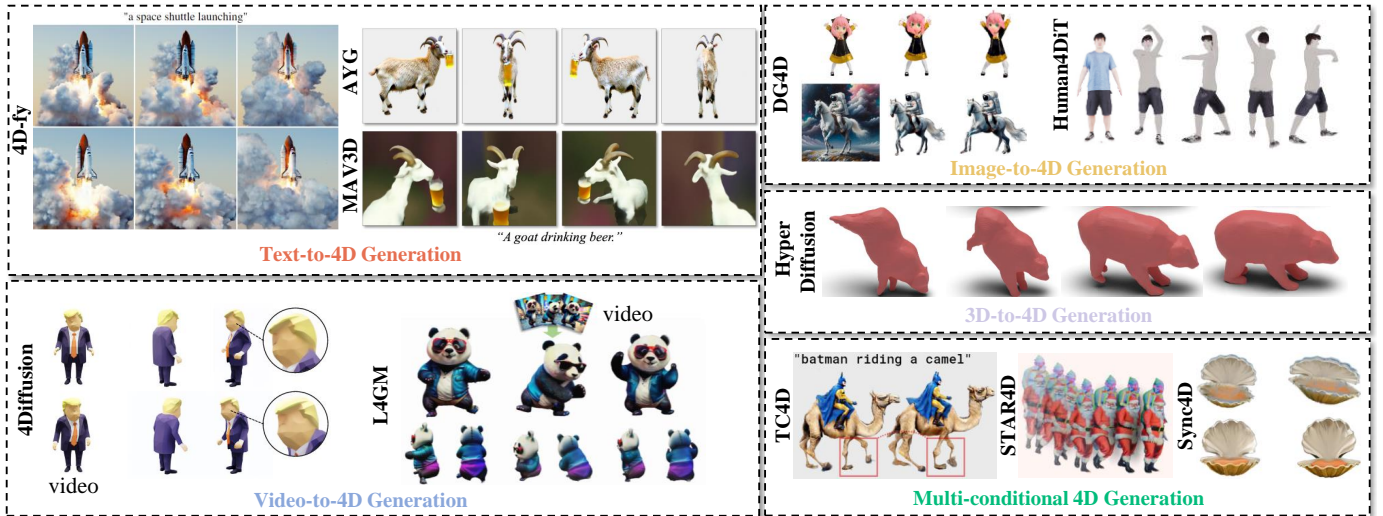 "a space shuttle launching"
4D-fy
AYG
MAV3D
"A goat drinking beer."
Text-to-4D Generation
DG4D
Human4DiT
Image-to-4D Generation
Hyper
Diffusion
3D-to-4D Generation
4Diffusion
video
L4GM
video
Video-to-4D Generation
"batman riding a camel"
TC4D
STAR4D
Sync4D
Multi-conditional 4D Generation